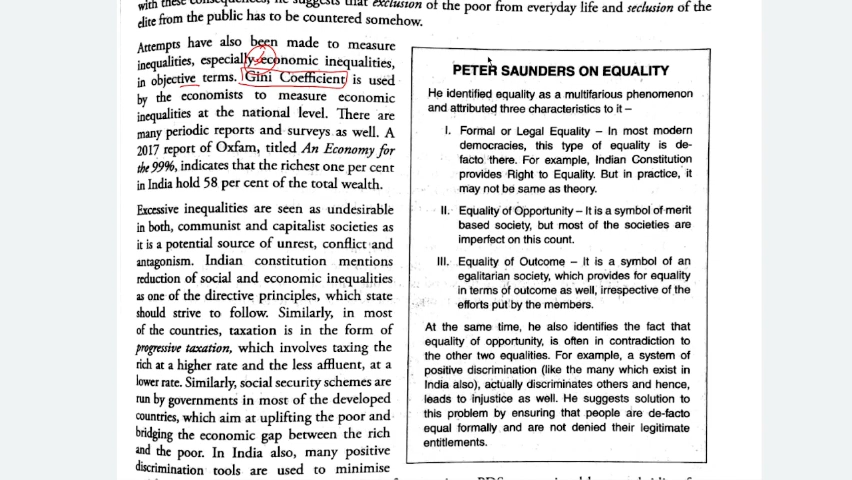 with these consequences, he suggests that exclusion of the poor from everyday life and seclusion of the
elite from the public has to be countered somehow.
Attempts have also been made to measure
inequalities, especially economic inequalities,
in objective terms. Gini Coefficient is used
by the economists to measure economic
inequalities at the national level. There are
many periodic reports and surveys as well. A
2017 report of Oxfam, titled An Economy for
the 99%, indicates that the richest one per cent
in India hold 58 per cent of the total wealth.
Excessive inequalities are seen as undesirable
in both, communist and capitalist societies as
it is a potential source of unrest, conflict and
antagonism. Indian constitution mentions
reduction of social and economic inequalities
as one of the directive principles, which state
should strive to follow. Similarly, in most
of the countries, taxation is in the form of
progressive taxation, which involves taxing the
rich at a higher rate and the less affluent, at a
lower rate. Similarly, social security schemes are
run by governments in most of the developed
countries, which aim at uplifting the poor and
bridging the economic gap between the rich
and the poor. In India also, many positive
discrimination tools are used to minimise
PETER SAUNDERS ON EQUALITY
He identified equality as a multifarious phenomenon
and attributed three characteristics to it –
I. Formal or Legal Equality – In most modern
democracies, this type of equality is de-
facto there. For example, Indian Constitution
provides Right to Equality. But in practice, it
may not be same as theory.
II. Equality of Opportunity – It is a symbol of merit
based society, but most of the societies are
imperfect on this count.
III. Equality of Outcome – It is a symbol of an
egalitarian society, which provides for equality
in terms of outcome as well, irrespective of the
efforts put by the members.
At the same time, he also identifies the fact that
equality of opportunity, is often in contradiction to
the other two equalities. For example, a system of
positive discrimination (like the many which exist in
India also), actually discriminates others and hence,
leads to injustice as well. He suggests solution to
this problem by ensuring that people are de-facto
equal formally and are not denied their legitimate
entitlements.